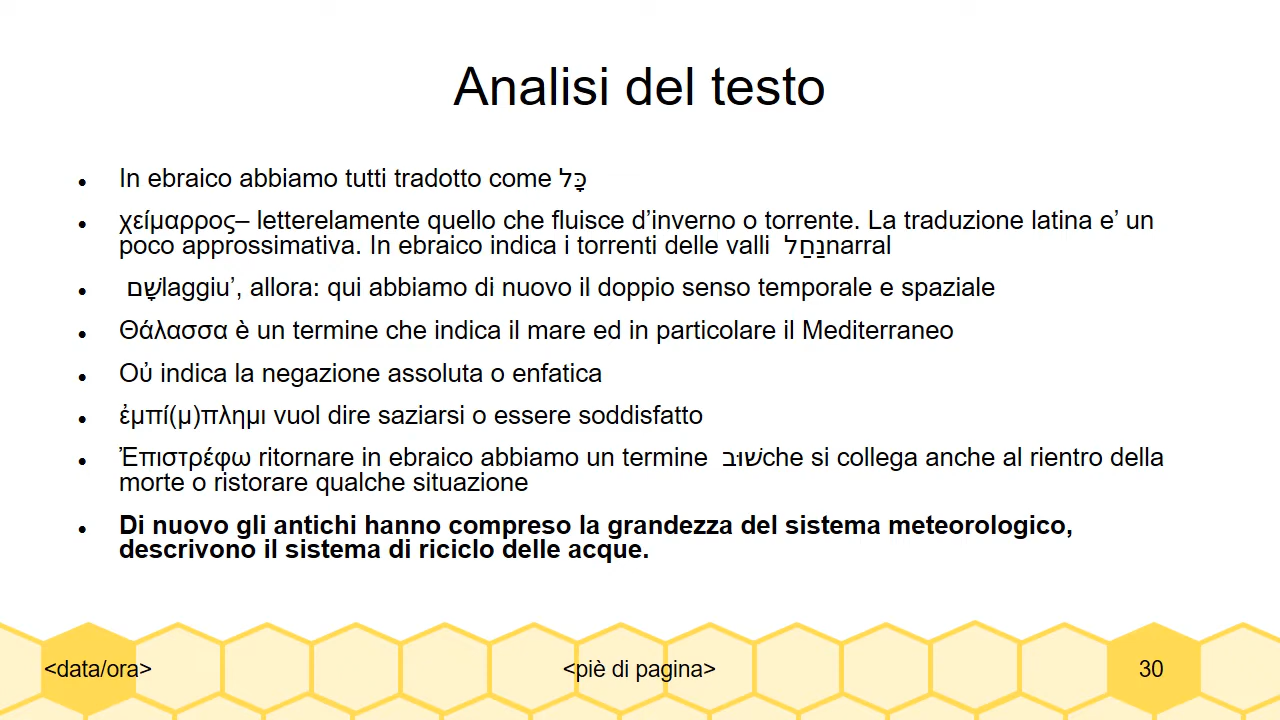 Analisi del testo
In ebraico abbiamo tutti tradotto come כָּל
χείμαρρος– letterelamente quello che fluisce d’inverno o torrente. La traduzione latina e’ un
poco approssimativa. In ebraico indica i torrenti delle valli נַחַל narral
שָׁם laggiu’, allora: qui abbiamo di nuovo il doppio senso temporale e spaziale
Θάλασσα è un termine che indica il mare ed in particolare il Mediterraneo
Οὐ indica la negazione assoluta o enfatica
ἐμπί(μ)πλημι vuol dire saziarsi o essere soddisfatto
Ἐπιστρέφω ritornare in ebraico abbiamo un termine שׁוּב che si collega anche al rientro della
morte o ristorare qualche situazione
Di nuovo gli antichi hanno compreso la grandezza del sistema meteorologico,
descrivono il sistema di riciclo delle acque.
<data/ora> <piè di pagina> 30